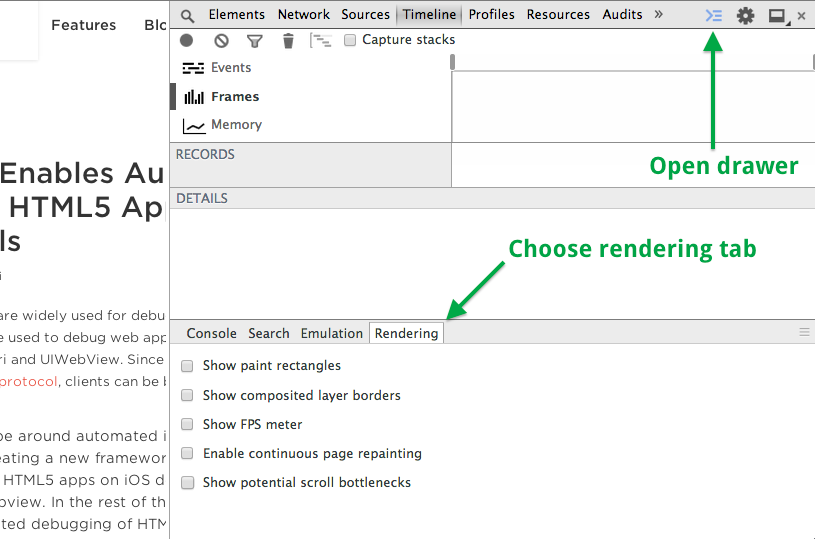 Features Blo
Elements Network Sources Timeline Profiles Resources Audits »
Capture stacks
Events
Frames
Memory
RECORDS
DETAILS
Open drawer
Choose rendering tab
Enables Au
HTML5 Ap
ls
i
are widely used for debu
e used to debug web app
ri and UIWebView. Since
protocol, clients can be b
pe around automated i
eating a new framewor
HTML5 apps on iOS d
bview. In the rest of th
ted debugging of HTM
Console Search Emulation Rendering
Show paint rectangles
Show composited layer borders
Show FPS meter
Enable continuous page repainting
Show potential scroll bottlenecks